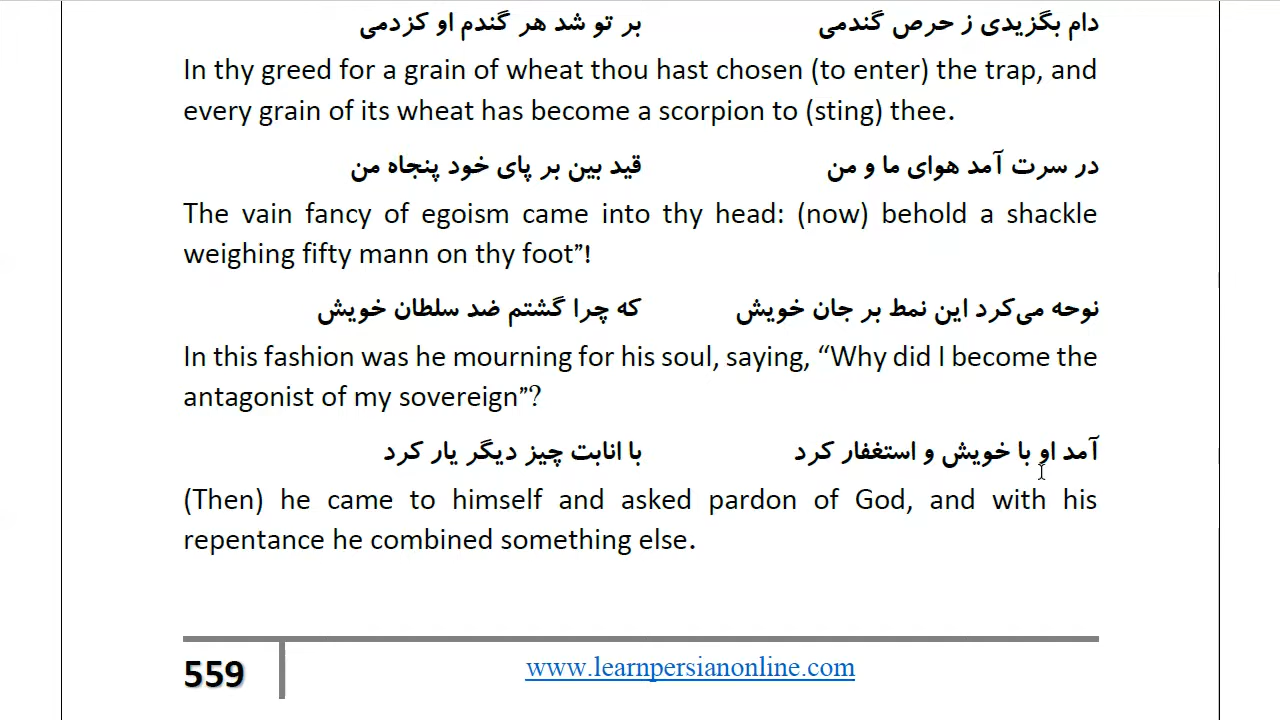 دام بگزیدی ز حرص گندمی بر تو شد هر گندم او کزدمی
In thy greed for a grain of wheat thou hast chosen (to enter) the trap, and
every grain of its wheat has become a scorpion to (sting) thee.
در سرت آمد هوای ما و من قید بین بر پای خود پنجاه من
The vain fancy of egoism came into thy head: (now) behold a shackle
weighing fifty mann on thy foot”!
نوحه می‌کرد این نمط بر جان خویش که چرا گشتم ضد سلطان خویش
In this fashion was he mourning for his soul, saying, “Why did I become the
antagonist of my sovereign”?
آمد او با خویش و استغفار کرد با انابت چیز دیگر یار کرد
(Then) he came to himself and asked pardon of God, and with his
repentance he combined something else.
559
www.learnpersianonline.com